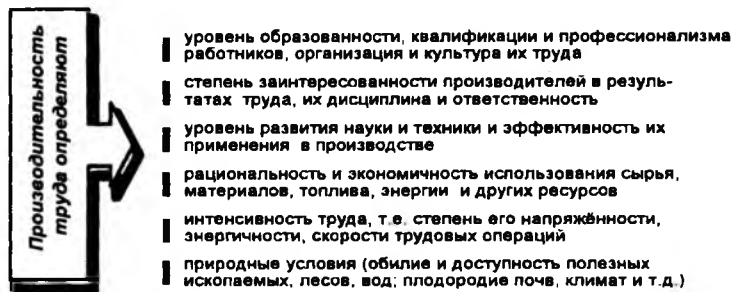 Производительность
труда определяют
уровень образованности, квалификации и профессионализма
работников, организация и культура их труда
степень заинтересованности производителей в резуль-
татах труда, их дисциплина и ответственность
уровень развития науки и техники и эффективность их
применения в производстве
рациональность и экономичность использования сырья,
материалов, топлива, энергии и других ресурсов
интенсивность труда, т.е. степень его напряжённости,
энергичности, скорости трудовых операций
природные условия (обилие и доступность полезных
ископаемых, лесов, вод; плодородие почв, климат и т.д.)